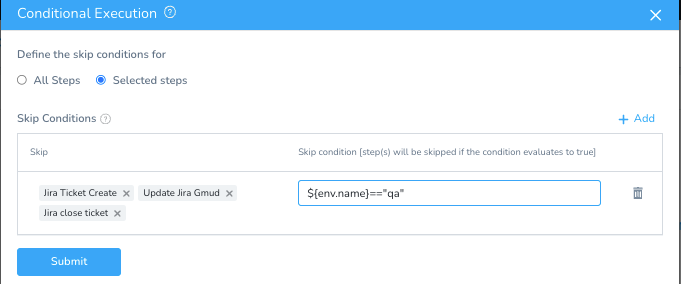 Conditional Execution ?
Define the skip conditions for
All Steps Selected steps
Skip Conditions ? + Add
Skip Skip condition [step(s) will be skipped if the condition evaluates to true]
Jira Ticket Create × Update Jira Gmud × ${env.name}=="qa"
Jira close ticket ×
Submit